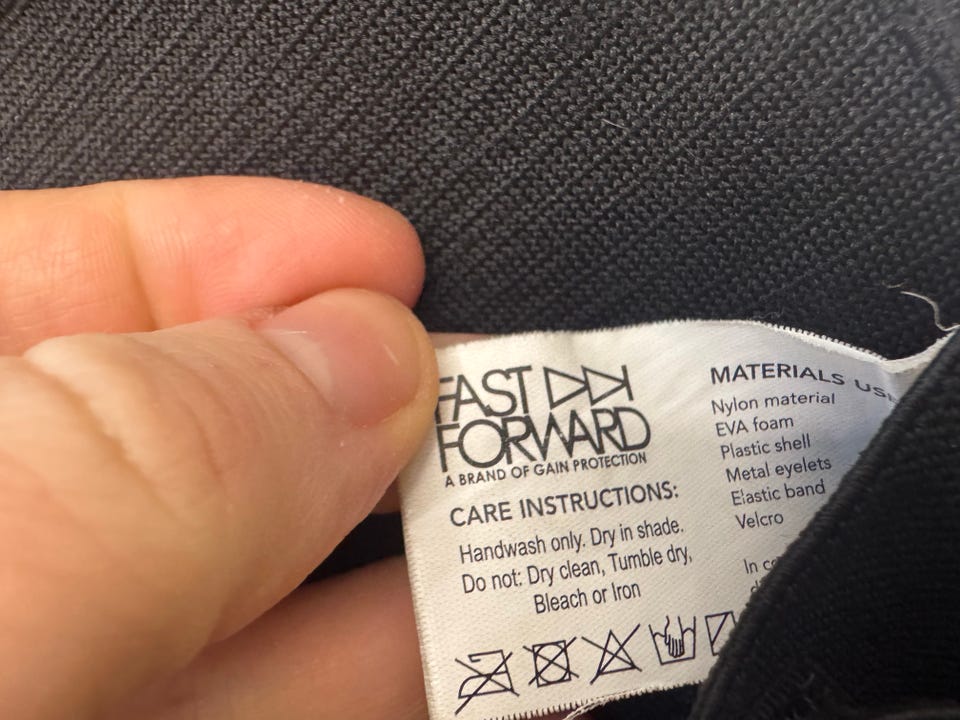 FAST
FORWARD
A BRAND OF GAIN PROTECTION
CARE INSTRUCTIONS:
Handwash only. Dry in shade.
Do not: Dry clean, Tumble dry,
Bleach or Iron
MATERIALS
Nylon material
EVA foam
Plastic shell
Metal eyelets
Elastic band
Velcro
In